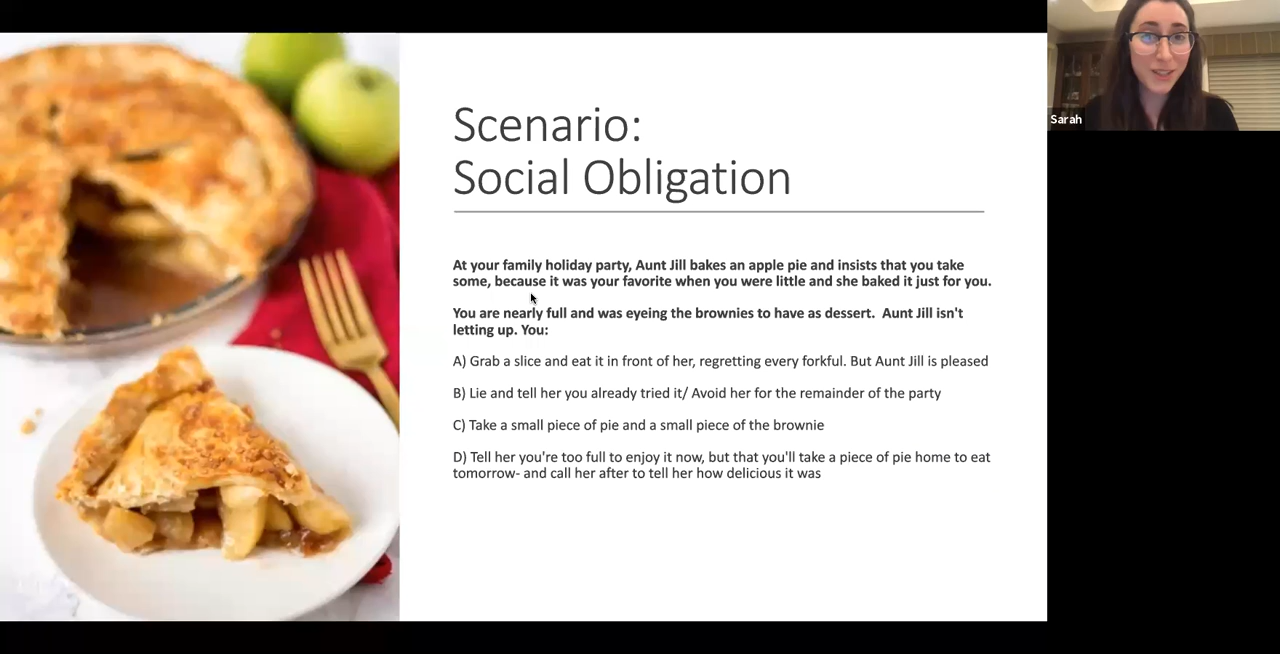 Scenario:
Social Obligation
At your family holiday party, Aunt Jill bakes an apple pie and insists that you take
some, because it was your favorite when you were little and she baked it just for you.
You are nearly full and was eyeing the brownies to have as dessert.  Aunt Jill isn't
letting up. You:
A) Grab a slice and eat it in front of her, regretting every forkful. But Aunt Jill is pleased
B) Lie and tell her you already tried it/ Avoid her for the remainder of the party
C) Take a small piece of pie and a small piece of the brownie
D) Tell her you're too full to enjoy it now, but that you'll take a piece of pie home to eat
tomorrow- and call her after to tell her how delicious it was
Sarah